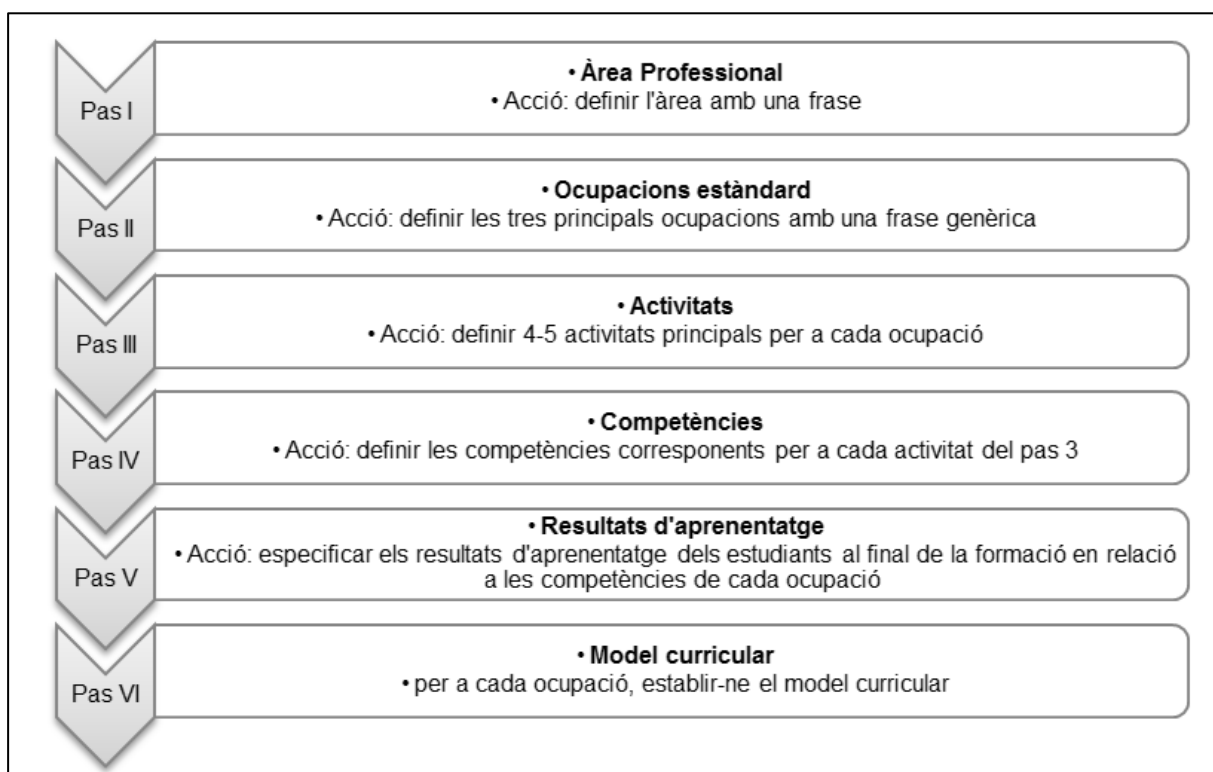 Pas I
• Àrea Professional
• Acció: definir l'àrea amb una frase
Pas II
• Ocupacions estàndard
• Acció: definir les tres principals ocupacions amb una frase genèrica
Pas III
• Activitats
• Acció: definir 4-5 activitats principals per a cada ocupació
Pas IV
• Competències
• Acció: definir les competències corresponents per a cada activitat del pas 3
Pas V
• Resultats d'aprenentatge
• Acció: especificar els resultats d'aprenentatge dels estudiants al final de la formació en relació
a les competències de cada ocupació
Pas VI
• Model curricular
• per a cada ocupació, establir-ne el model curricular